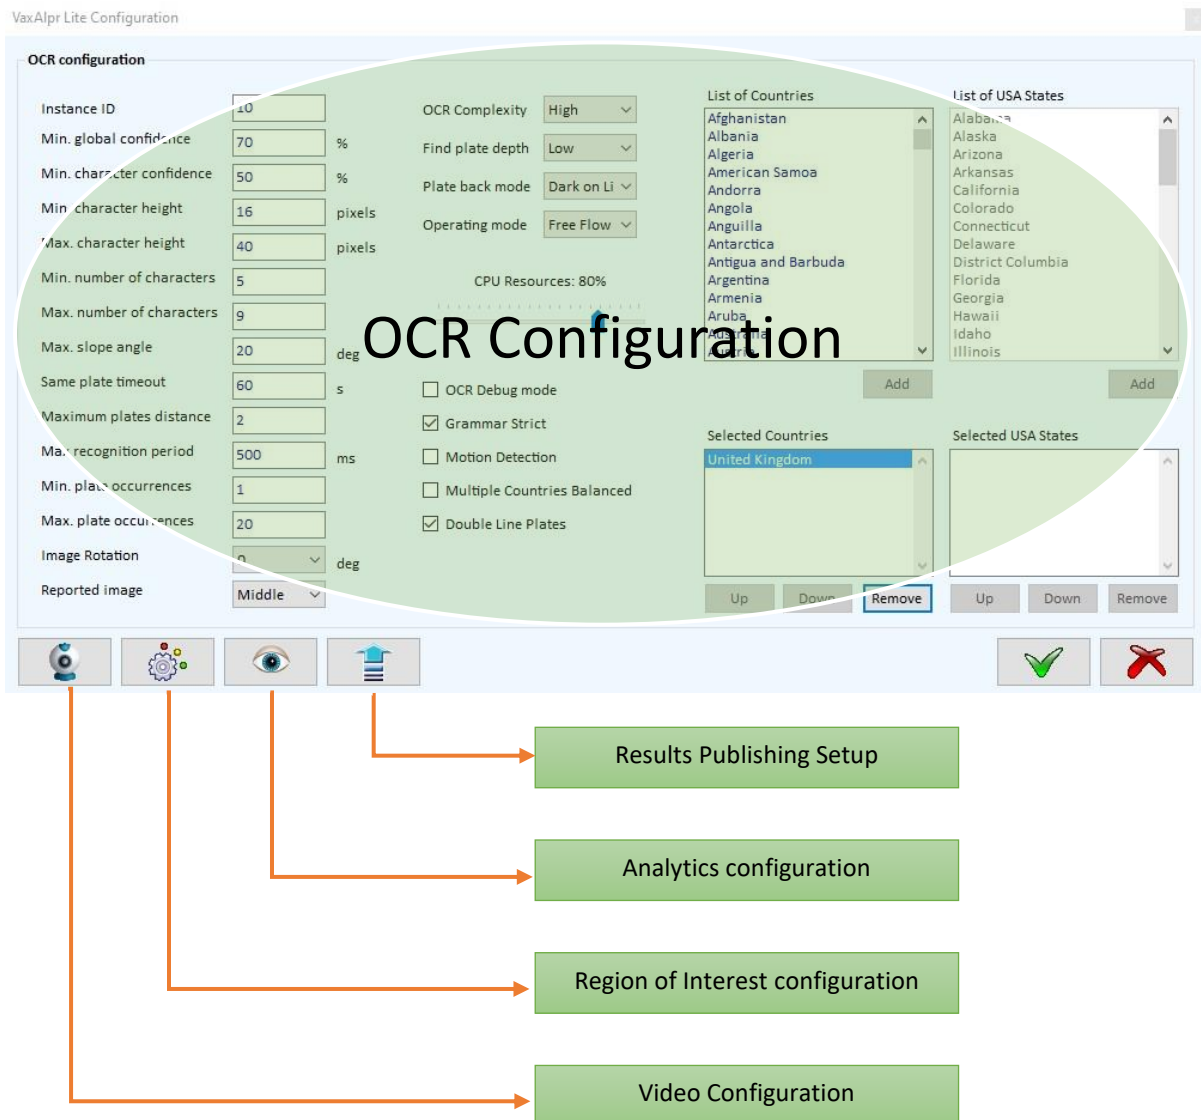 VaxAlpr Lite Configuration
OCR configuration
Instance ID 10
Min. global confidence 70 %
Min. character confidence 50 %
Min. character height 16 pixels
Max. character height 40 pixels
Min. number of characters 5
Max. number of characters 9
Max. slope angle 20 deg
Same plate timeout 60 s
Maximum plates distance 2
Max recognition period 500 ms
Min. plate occurrences 1
Max. plate occurrences 20
Image Rotation 0 deg
Reported image Middle
OCR Complexity High
Find plate depth Low
Plate back mode Dark on Li
Operating mode Free Flow
CPU Resources: 80%
OCR Configuration
OCR Debug mode
Grammar Strict
Motion Detection
Multiple Countries Balanced
Double Line Plates
List of Countries
Afghanistan
Albania
Algeria
American Samoa
Andorra
Angola
Anguilla
Antarctica
Antigua and Barbuda
Argentina
Armenia
Aruba
Australia
Austria
Add
List of USA States
Alabama
Alaska
Arizona
Arkansas
California
Colorado
Connecticut
Delaware
District Columbia
Florida
Georgia
Hawaii
Idaho
Illinois
Add
Selected Countries
United Kingdom
Up Down Remove
Selected USA States
Up Down Remove
Results Publishing Setup
Analytics configuration
Region of Interest configuration
Video Configuration